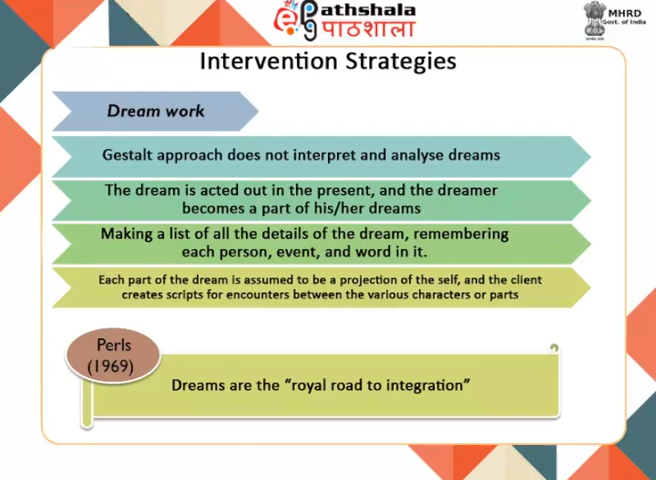 ePathshala
पाठशाला
MHRD
Govt. of India
Intervention Strategies
Dream work
Gestalt approach does not interpret and analyse dreams
The dream is acted out in the present, and the dreamer
becomes a part of his/her dreams
Making a list of all the details of the dream, remembering
each person, event, and word in it.
Each part of the dream is assumed to be a projection of the self, and the client
creates scripts for encounters between the various characters or parts
Perls
(1969)
Dreams are the “royal road to integration”